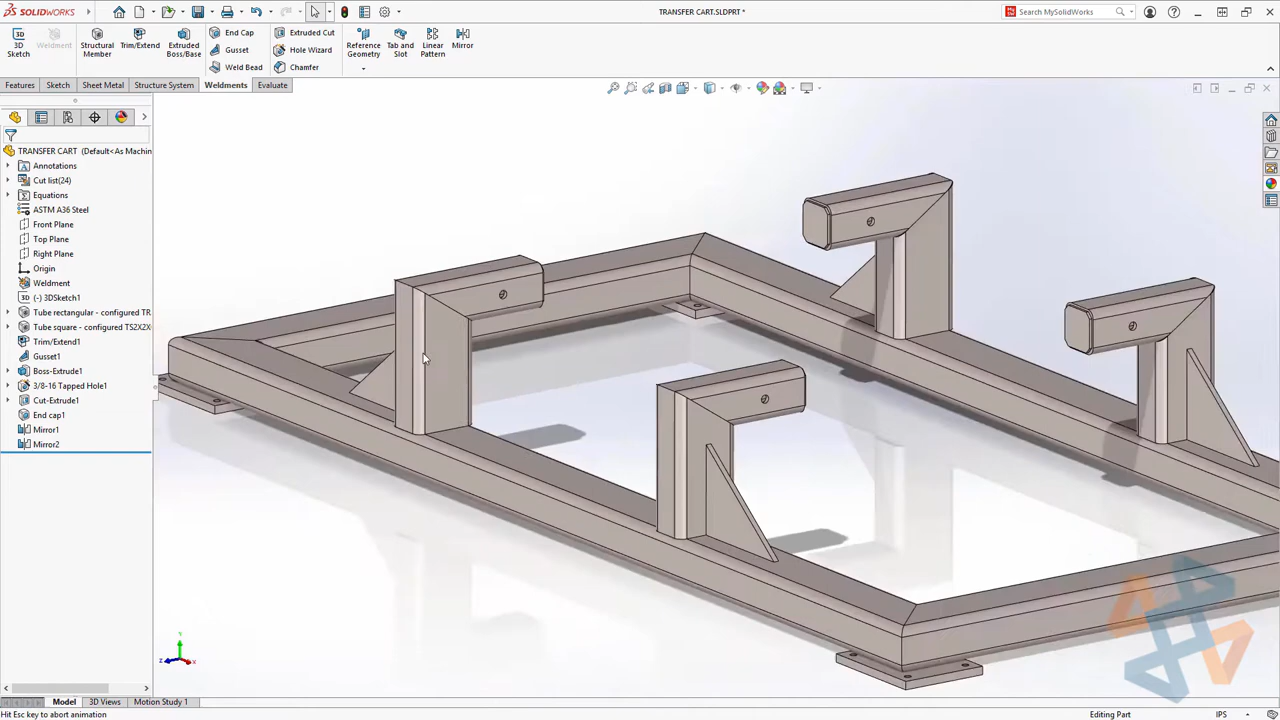 SOLIDWORKS
TRANSFER CART.SLDPRT *
Search MySolidWorks
3D Sketch
Weldment
Structural Member
Trim/Extend
Extruded Boss/Base
End Cap
Gusset
Weld Bead
Extruded Cut
Hole Wizard
Chamfer
Reference Geometry
Tab and Slot
Linear Pattern
Mirror
Features
Sketch
Sheet Metal
Structure System
Weldments
Evaluate
TRANSFER CART (Default<As Machin
Annotations
Cut list(24)
Equations
ASTM A36 Steel
Front Plane
Top Plane
Right Plane
Origin
Weldment
(-) 3DSketch1
Tube rectangular - configured TR
Tube square - configured TS2X2X
Trim/Extend1
Gusset1
Boss-Extrude1
3/8-16 Tapped Hole1
Cut-Extrude1
End cap1
Mirror1
Mirror2
Y
Z
X
Model
3D Views
Motion Study 1
Hit Esc key to abort animation
Editing Part
IPS